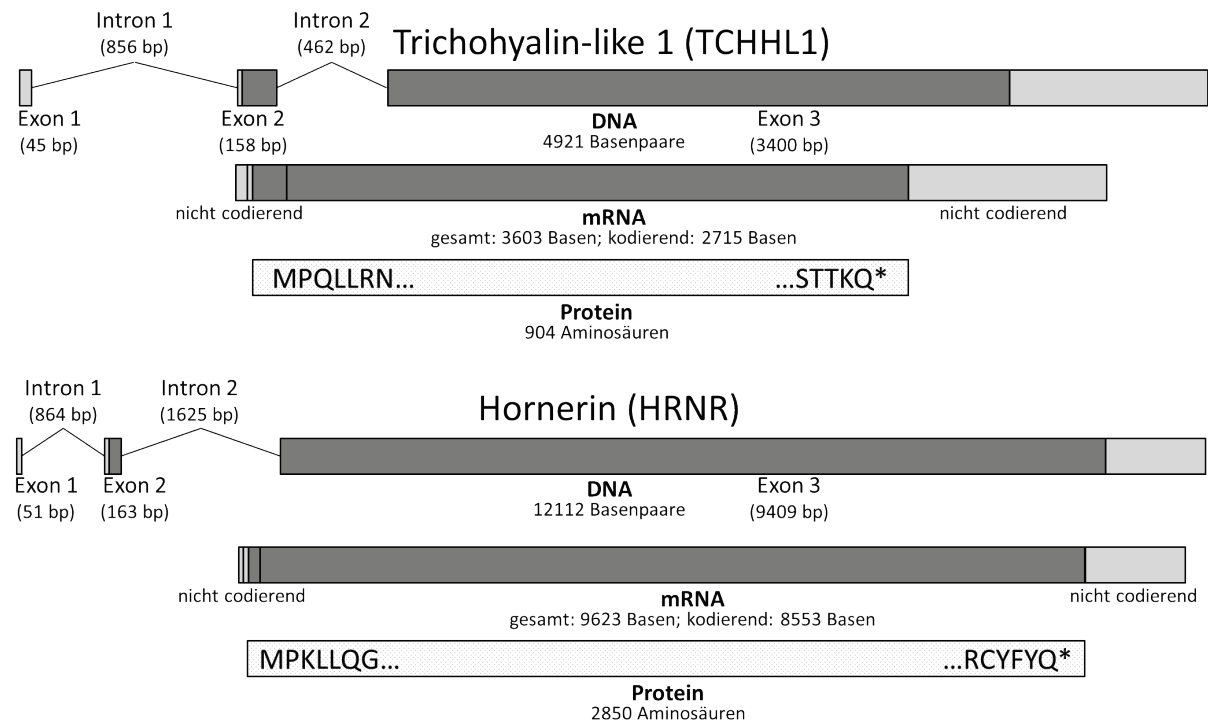 Intron 1
(856 bp)
Intron 2
(462 bp)
Trichohyalin-like 1 (TCHHL1)
Exon 1
(45 bp)
Exon 2
(158 bp)
DNA
4921 Basenpaare
Exon 3
(3400 bp)
nicht codierend
mRNA
gesamt: 3603 Basen; kodierend: 2715 Basen
nicht codierend
MPQLLRN...
...STTKQ*
Protein
904 Aminosäuren
Intron 1
(864 bp)
Intron 2
(1625 bp)
Hornerin (HRNR)
Exon 1
(51 bp)
Exon 2
(163 bp)
DNA
12112 Basenpaare
Exon 3
(9409 bp)
nicht codierend
mRNA
gesamt: 9623 Basen; kodierend: 8553 Basen
nicht codierend
MPKLLQG...
...RCYFYQ*
Protein
2850 Aminosäuren